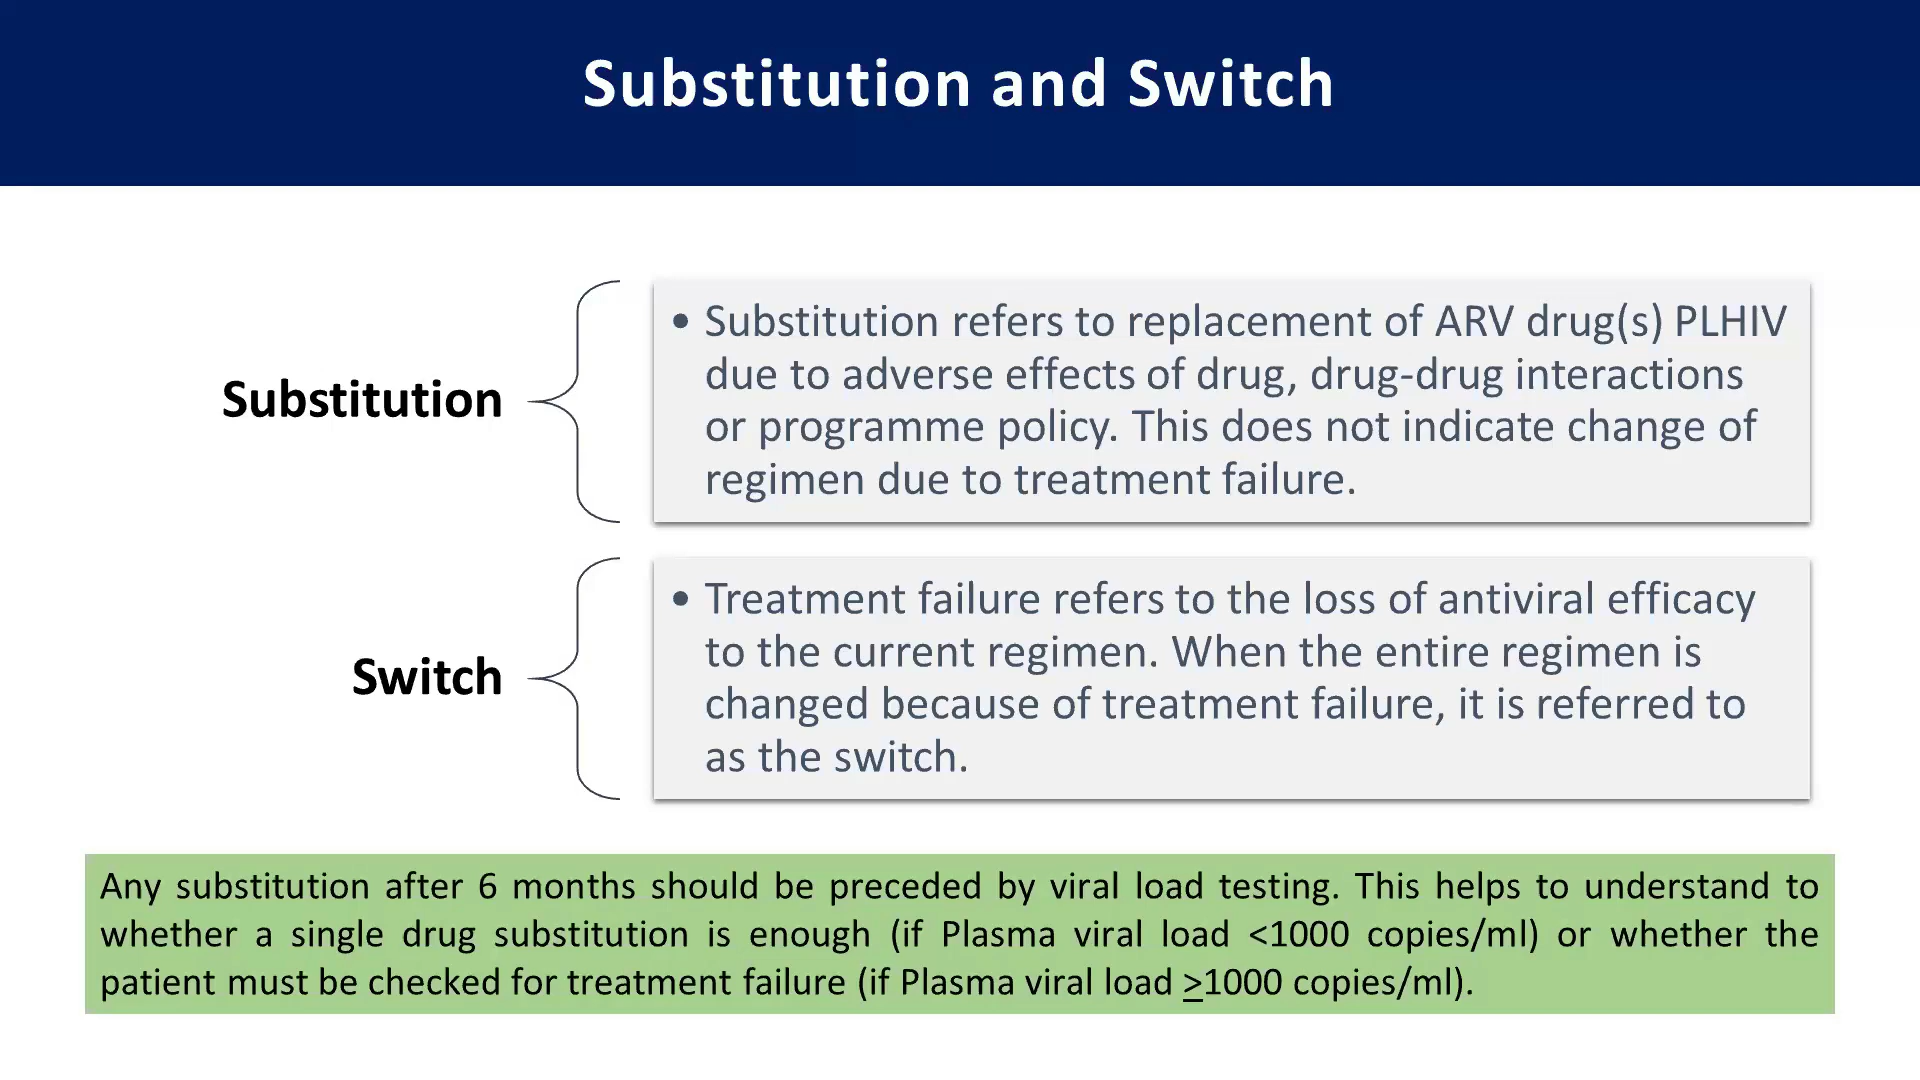 Substitution and Switch
Substitution
• Substitution refers to replacement of ARV drug(s) PLHIV
due to adverse effects of drug, drug-drug interactions
or programme policy. This does not indicate change of
regimen due to treatment failure.
Switch
• Treatment failure refers to the loss of antiviral efficacy
to the current regimen. When the entire regimen is
changed because of treatment failure, it is referred to
as the switch.
Any substitution after 6 months should be preceded by viral load testing. This helps to understand to
whether a single drug substitution is enough (if Plasma viral load <1000 copies/ml) or whether the
patient must be checked for treatment failure (if Plasma viral load ≥1000 copies/ml).